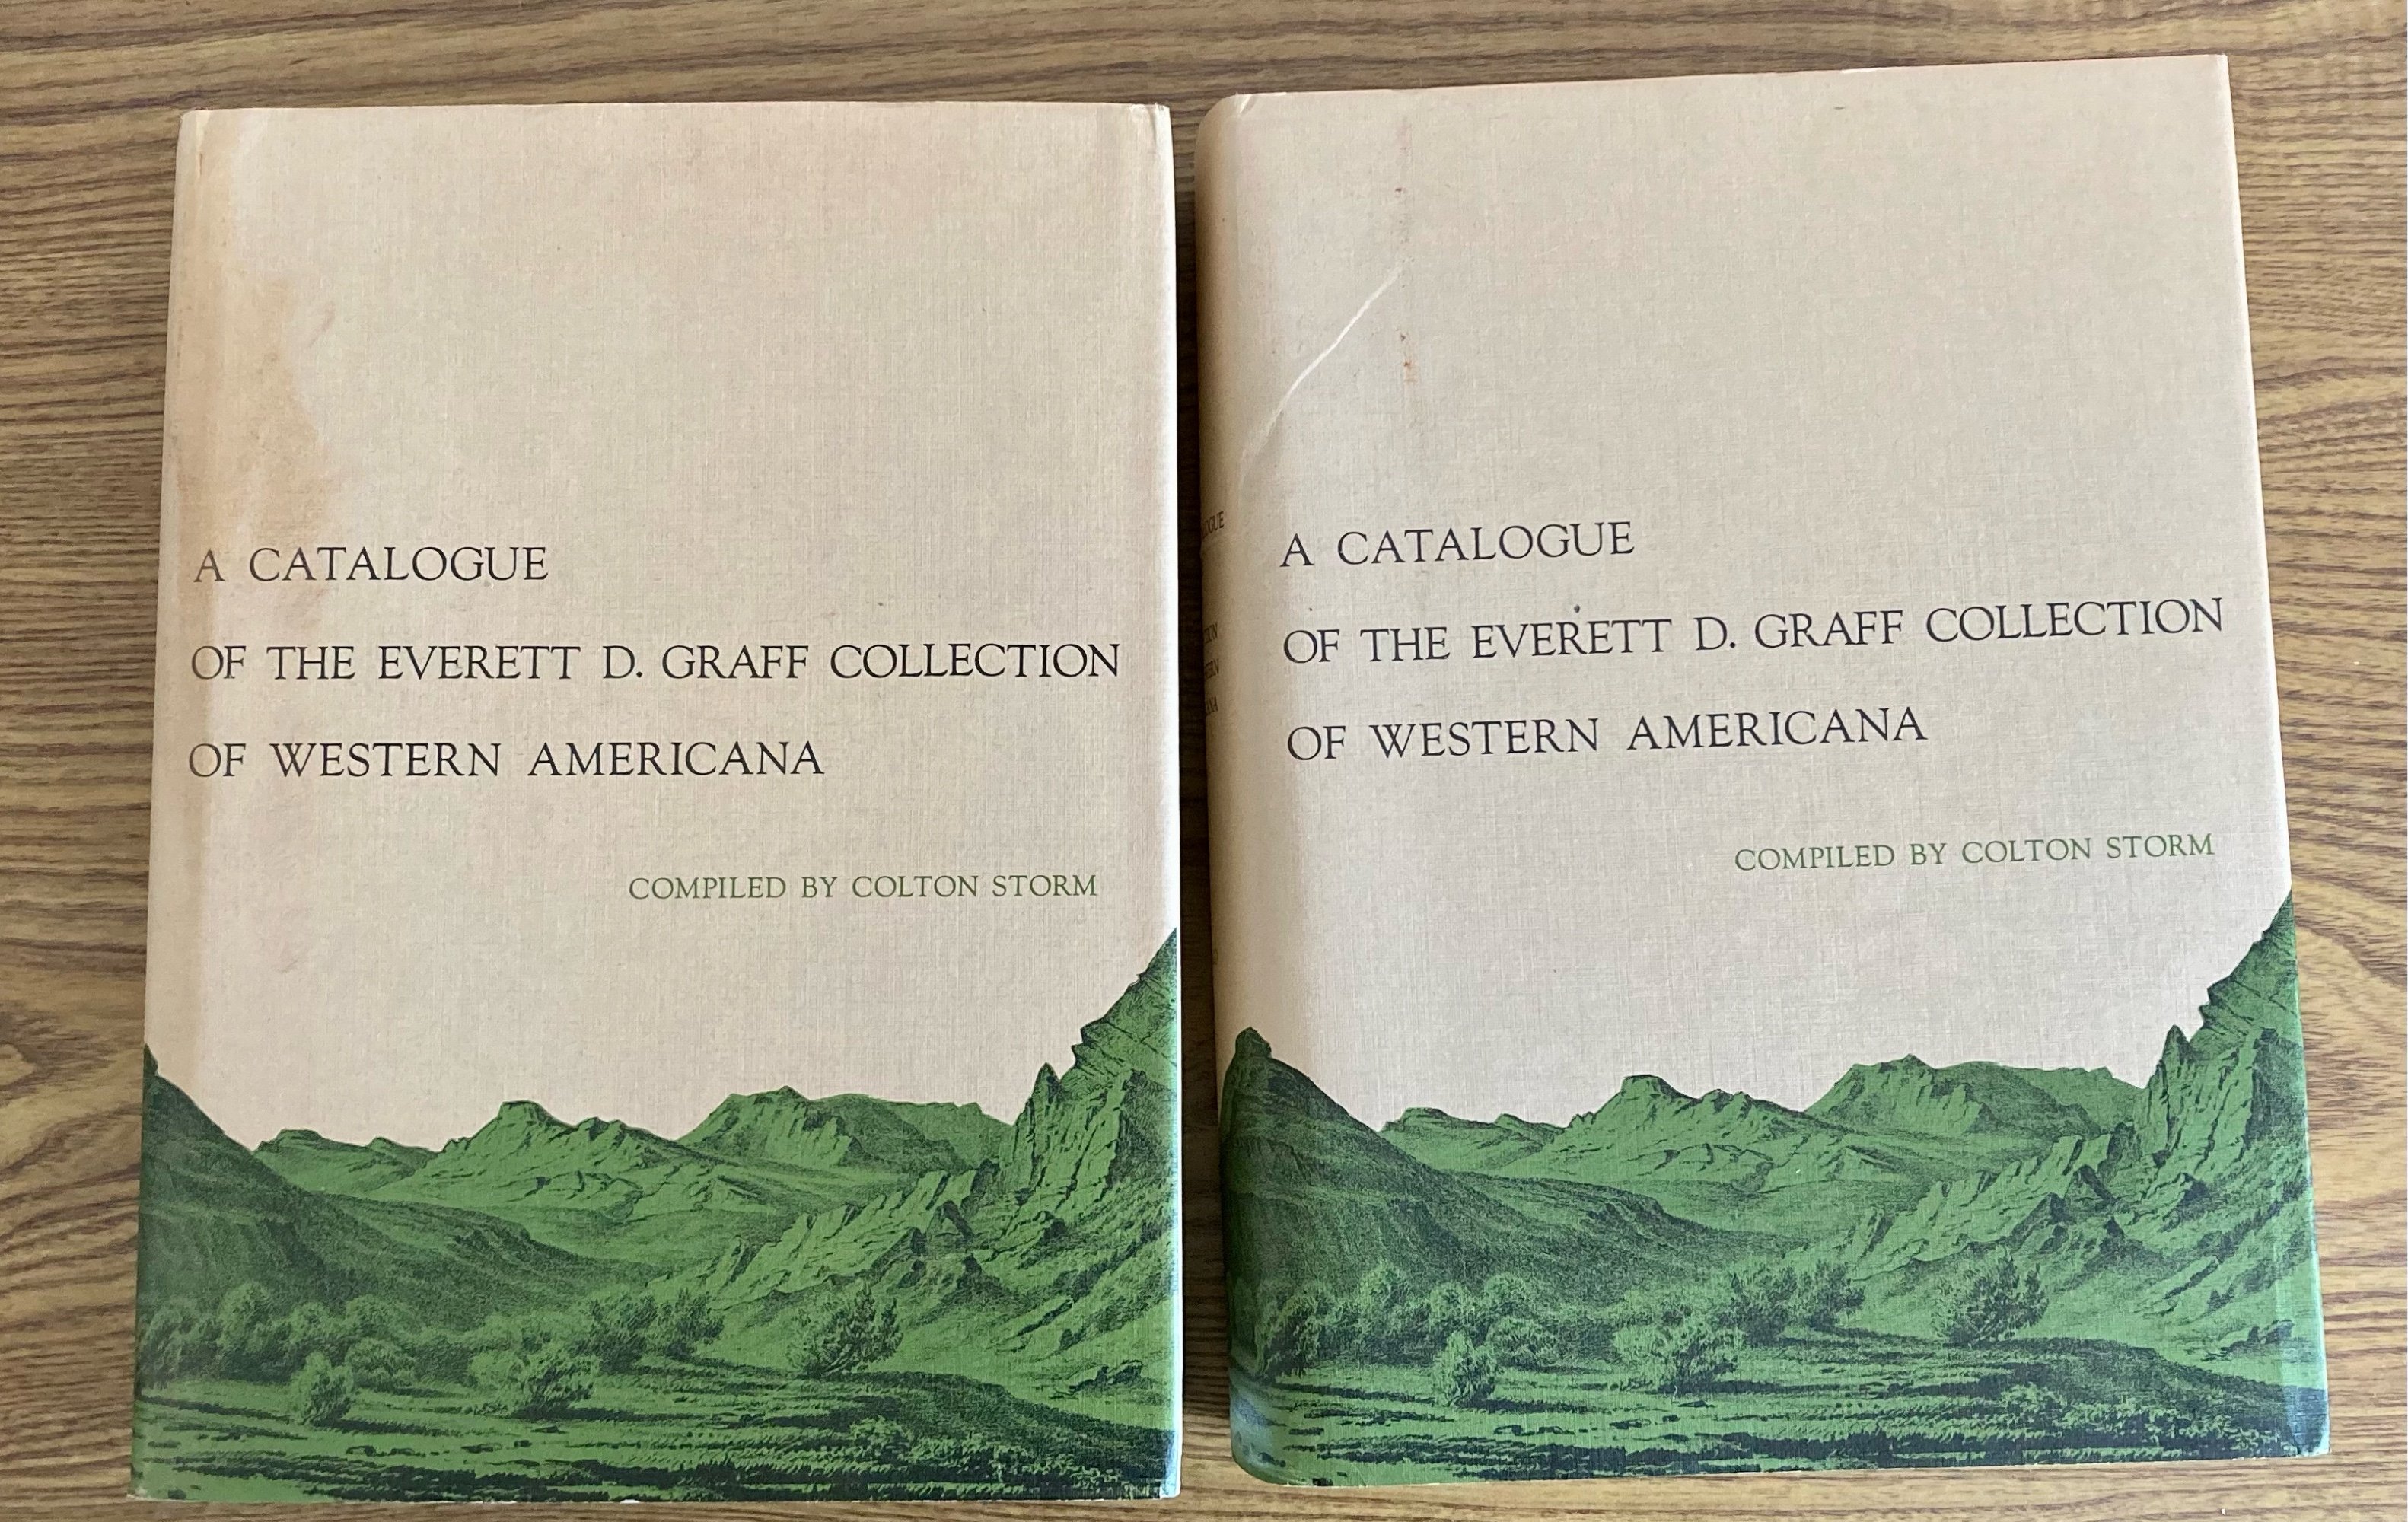 A CATALOGUE
OF THE EVERETT D. GRAFF COLLECTION
OF WESTERN AMERICANA
COMPILED BY COLTON STORM
A CATALOGUE
OF THE EVERETT D. GRAFF COLLECTION
OF WESTERN AMERICANA
COMPILED BY COLTON STORM